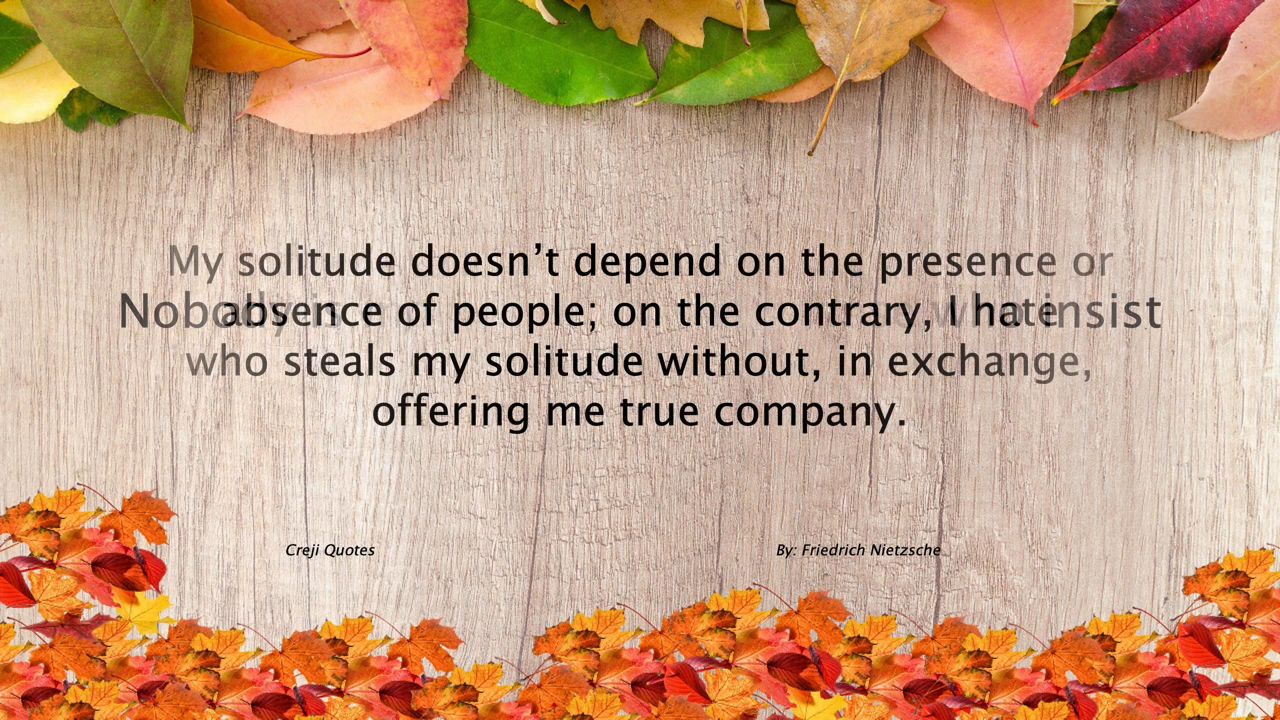 My solitude doesn’t depend on the presence or
absence of people; on the contrary, I hate
who steals my solitude without, in exchange,
offering me true company.
Nobody is insist
Creji Quotes
By: Friedrich Nietzsche